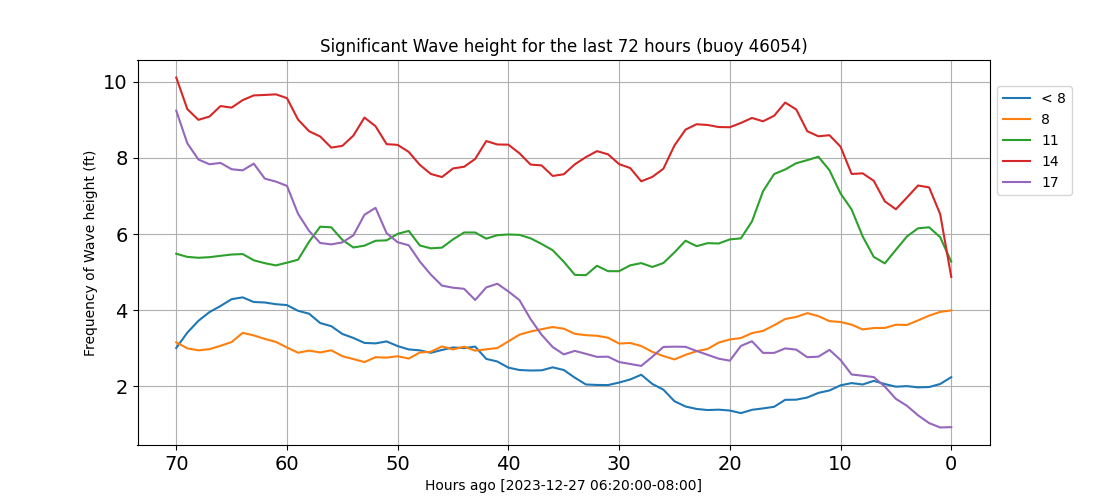 Significant Wave height for the last 72 hours (buoy 46054)
Frequency of Wave height (ft)
10
8
6
4
2
70 60 50 40 30 20 10 0
Hours ago [2023-12-27 06:20:00-08:00]
< 8
8
11
14
17